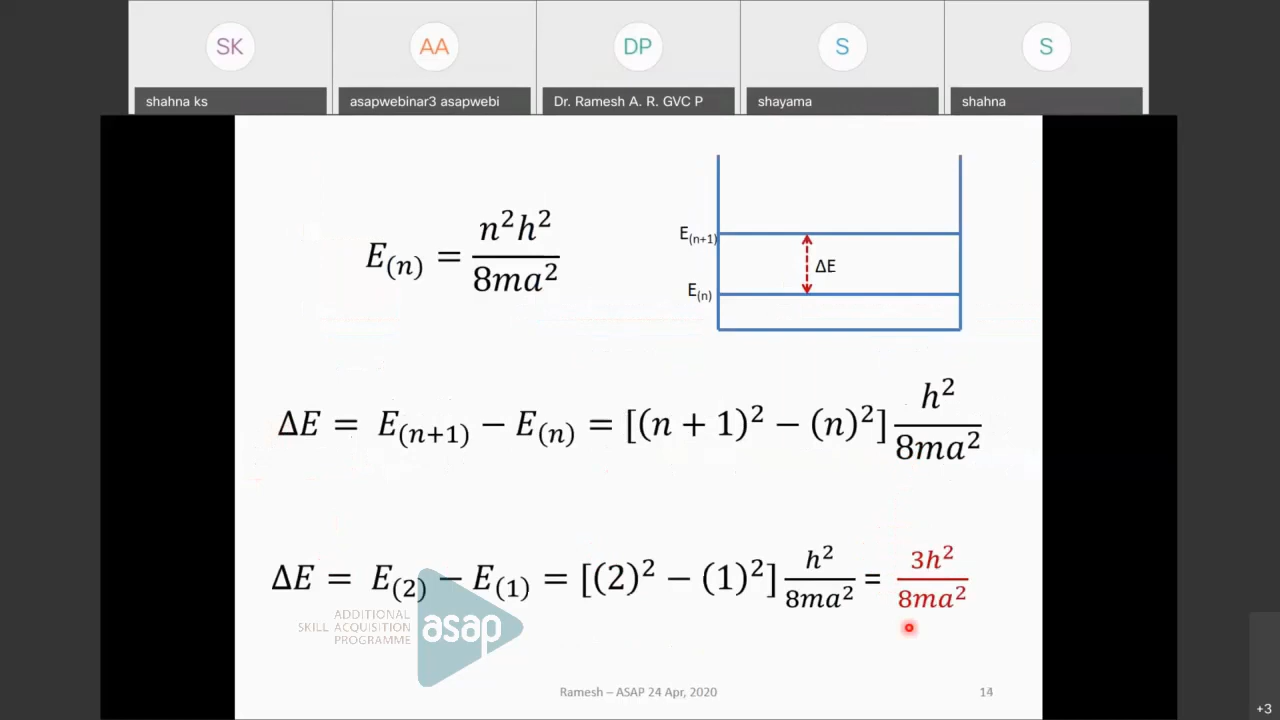 SK
AA
DP
S
S
shahna ks
asapwebinar3 asapwebi
Dr. Ramesh A. R. GVC P
shayama
shahna
E₍ₙ₎ = n²h² / 8ma²
E(n+1)
ΔE
E(n)
ΔE = E₍ₙ₊₁₎ − E₍ₙ₎ = [(n + 1)² − (n)²] h² / 8ma²
ΔE = E₍₂₎ − E₍₁₎ = [(2)² − (1)²] h² / 8ma² = 3h² / 8ma²
ADDITIONAL
SKILL ACQUISITION
PROGRAMME
asap
Ramesh – ASAP 24 Apr, 2020
14
+3